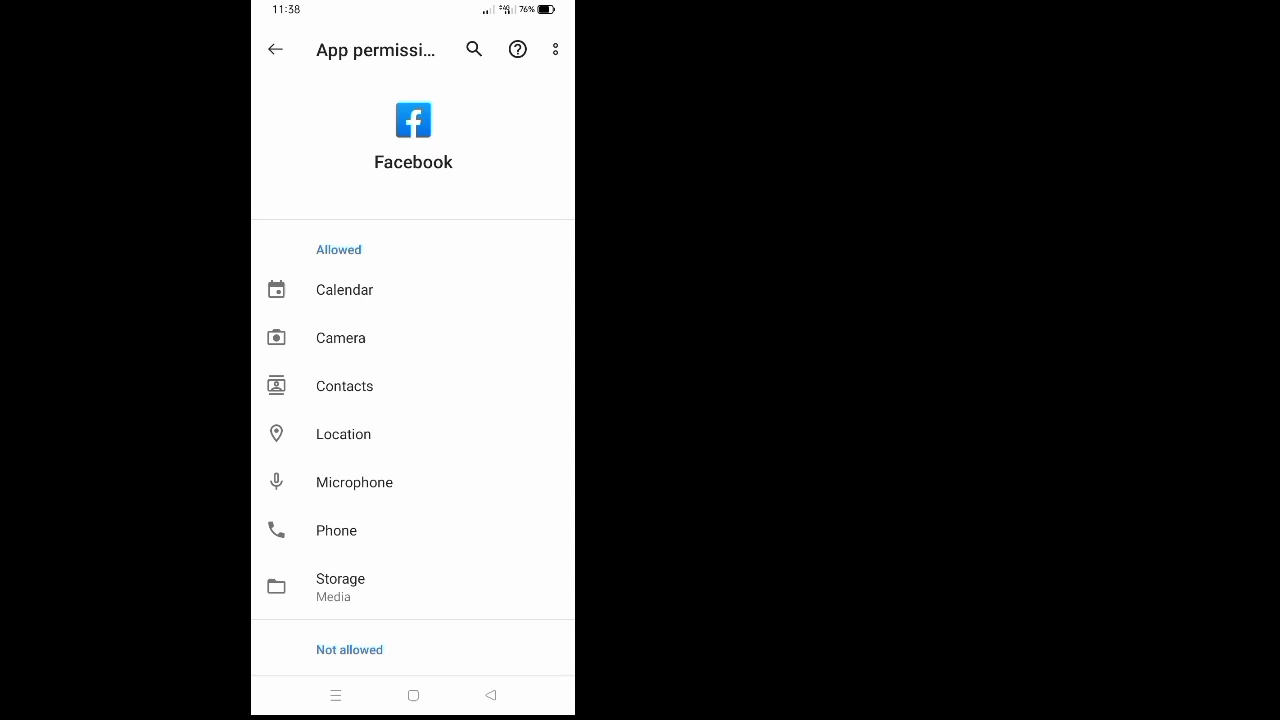 11:38
76%
App permissi...
Facebook
Allowed
Calendar
Camera
Contacts
Location
Microphone
Phone
Storage
Media
Not allowed